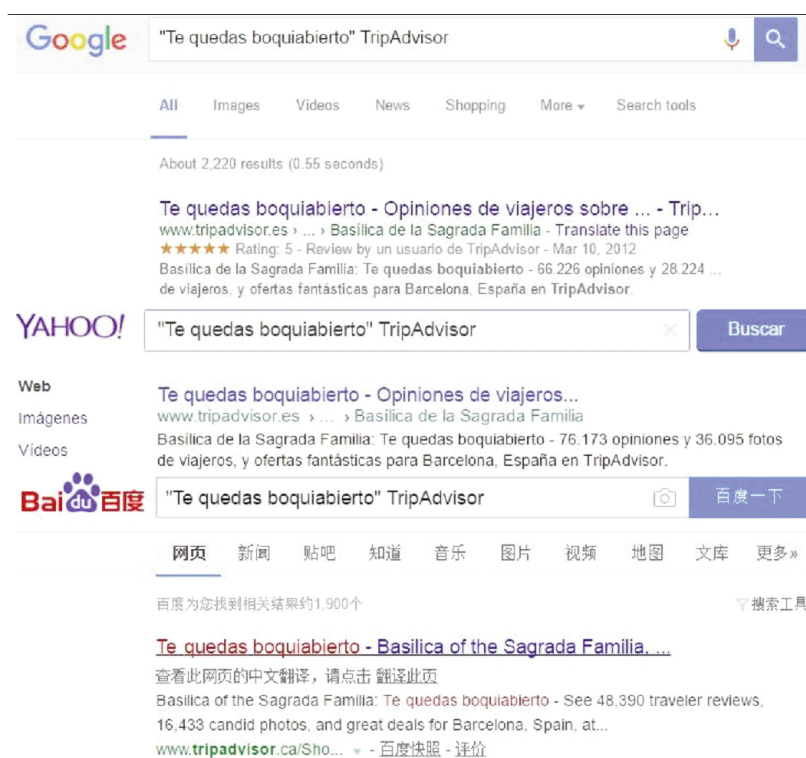 Google "Te quedas boquiabierto" TripAdvisor
All Images Videos News Shopping More Search tools
About 2,220 results (0.55 seconds)
Te quedas boquiabierto - Opiniones de viajeros sobre ... - Trip...
www.tripadvisor.es › ... › Basílica de la Sagrada Familia - Translate this page
★★★★★ Rating: 5 - Review by un usuario de TripAdvisor - Mar 10, 2012
Basílica de la Sagrada Familia: Te quedas boquiabierto - 66.226 opiniones y 28.224 ...
de viajeros, y ofertas fantásticas para Barcelona, España en TripAdvisor.
YAHOO! "Te quedas boquiabierto" TripAdvisor × Buscar
Web
Imágenes
Vídeos
Te quedas boquiabierto - Opiniones de viajeros...
www.tripadvisor.es › ... › Basílica de la Sagrada Familia
Basílica de la Sagrada Familia: Te quedas boquiabierto - 76.173 opiniones y 36.095 fotos
de viajeros, y ofertas fantásticas para Barcelona, España en TripAdvisor.
Bai du 百度 "Te quedas boquiabierto" TripAdvisor 百度一下
网页 新闻 贴吧 知道 音乐 图片 视频 地图 文库 更多»
百度为您找到相关结果约1,900个 搜索工具
Te quedas boquiabierto - Basilica of the Sagrada Familia, ...
查看此网页的中文翻译，请点击 翻译此页
Basilica of the Sagrada Familia: Te quedas boquiabierto - See 48,390 traveler reviews,
16,433 candid photos, and great deals for Barcelona, Spain, at...
www.tripadvisor.ca/Sho... - 百度快照 - 评价